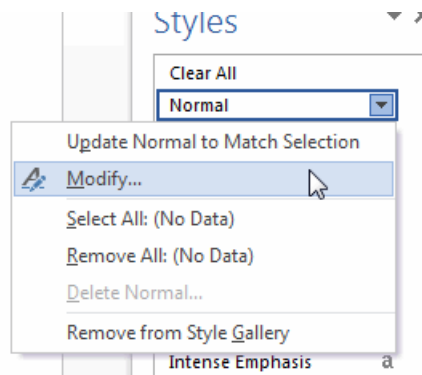 Styles
Clear All
Normal
Update Normal to Match Selection
Modify...
Select All: (No Data)
Remove All: (No Data)
Delete Normal...
Remove from Style Gallery
Intense Emphasis a